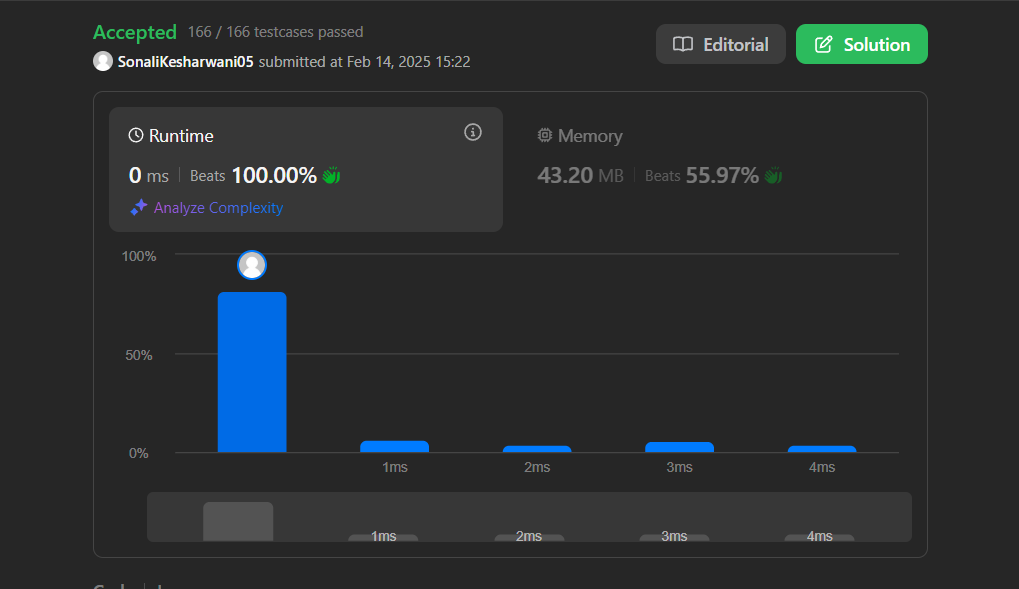 Accepted 166 / 166 testcases passed
SonaliKesharwani05 submitted at Feb 14, 2025 15:22
Editorial
Solution
Runtime
0 ms | Beats 100.00%
Analyze Complexity
Memory
43.20 MB | Beats 55.97%
100%
50%
0%
1ms 2ms 3ms 4ms
1ms 2ms 3ms 4ms